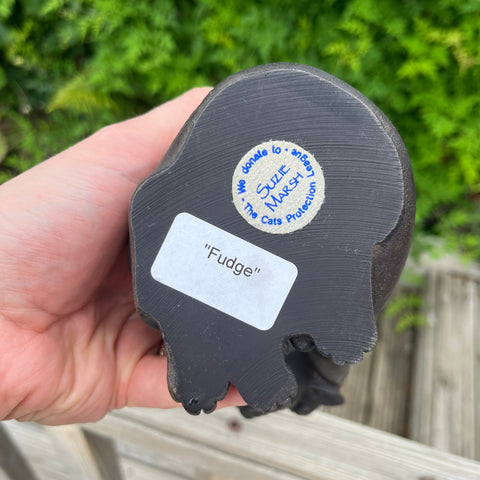 We donate to •
SUZIE
MARSH
The Cats Protection League •
"Fudge"